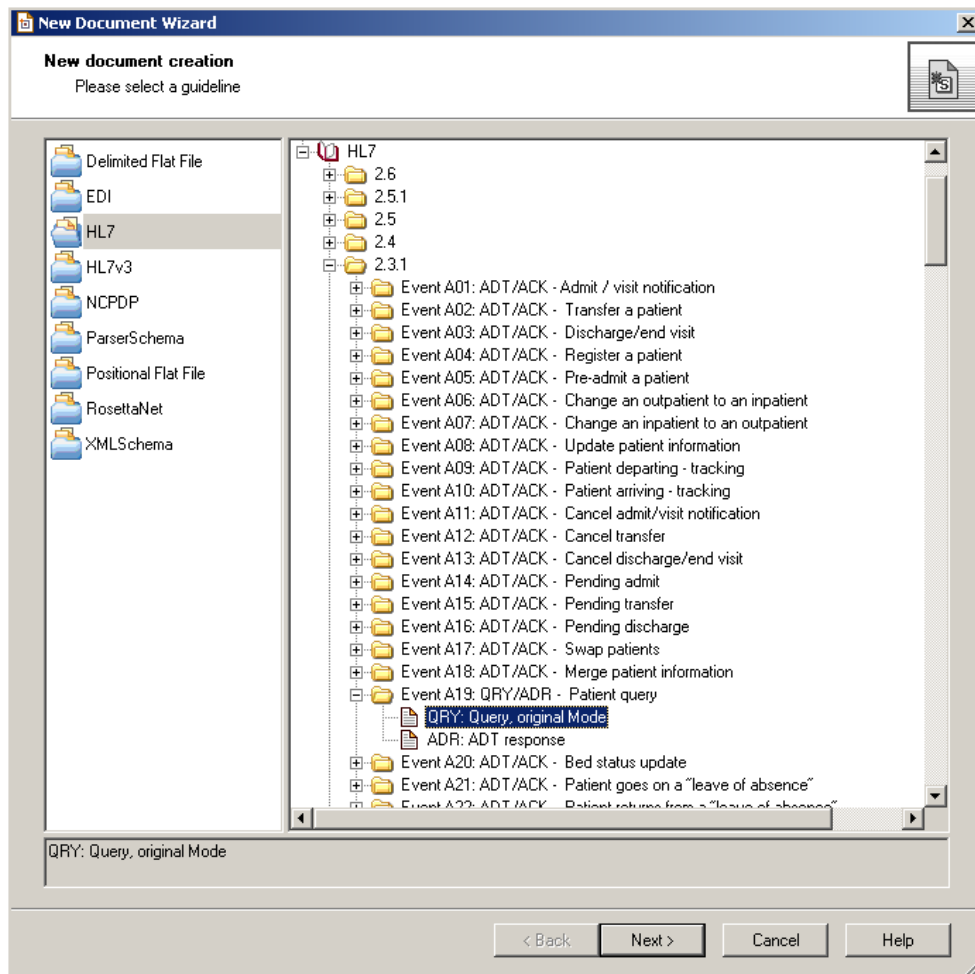 New Document Wizard
New document creation
Please select a guideline
Delimited Flat File
EDI
HL7
HL7v3
NCPDP
ParserSchema
Positional Flat File
RosettaNet
XMLSchema
HL7
2.6
2.5.1
2.5
2.4
2.3.1
Event A01: ADT/ACK - Admit / visit notification
Event A02: ADT/ACK - Transfer a patient
Event A03: ADT/ACK - Discharge/end visit
Event A04: ADT/ACK - Register a patient
Event A05: ADT/ACK - Pre-admit a patient
Event A06: ADT/ACK - Change an outpatient to an inpatient
Event A07: ADT/ACK - Change an inpatient to an outpatient
Event A08: ADT/ACK - Update patient information
Event A09: ADT/ACK - Patient departing - tracking
Event A10: ADT/ACK - Patient arriving - tracking
Event A11: ADT/ACK - Cancel admit/visit notification
Event A12: ADT/ACK - Cancel transfer
Event A13: ADT/ACK - Cancel discharge/end visit
Event A14: ADT/ACK - Pending admit
Event A15: ADT/ACK - Pending transfer
Event A16: ADT/ACK - Pending discharge
Event A17: ADT/ACK - Swap patients
Event A18: ADT/ACK - Merge patient information
Event A19: QRY/ADR - Patient query
QRY: Query, original Mode
ADR: ADT response
Event A20: ADT/ACK - Bed status update
Event A21: ADT/ACK - Patient goes on a "leave of absence"
Event A22: ADT/ACK - Patient returns from a "leave of absence"
QRY: Query, original Mode
< Back
Next >
Cancel
Help